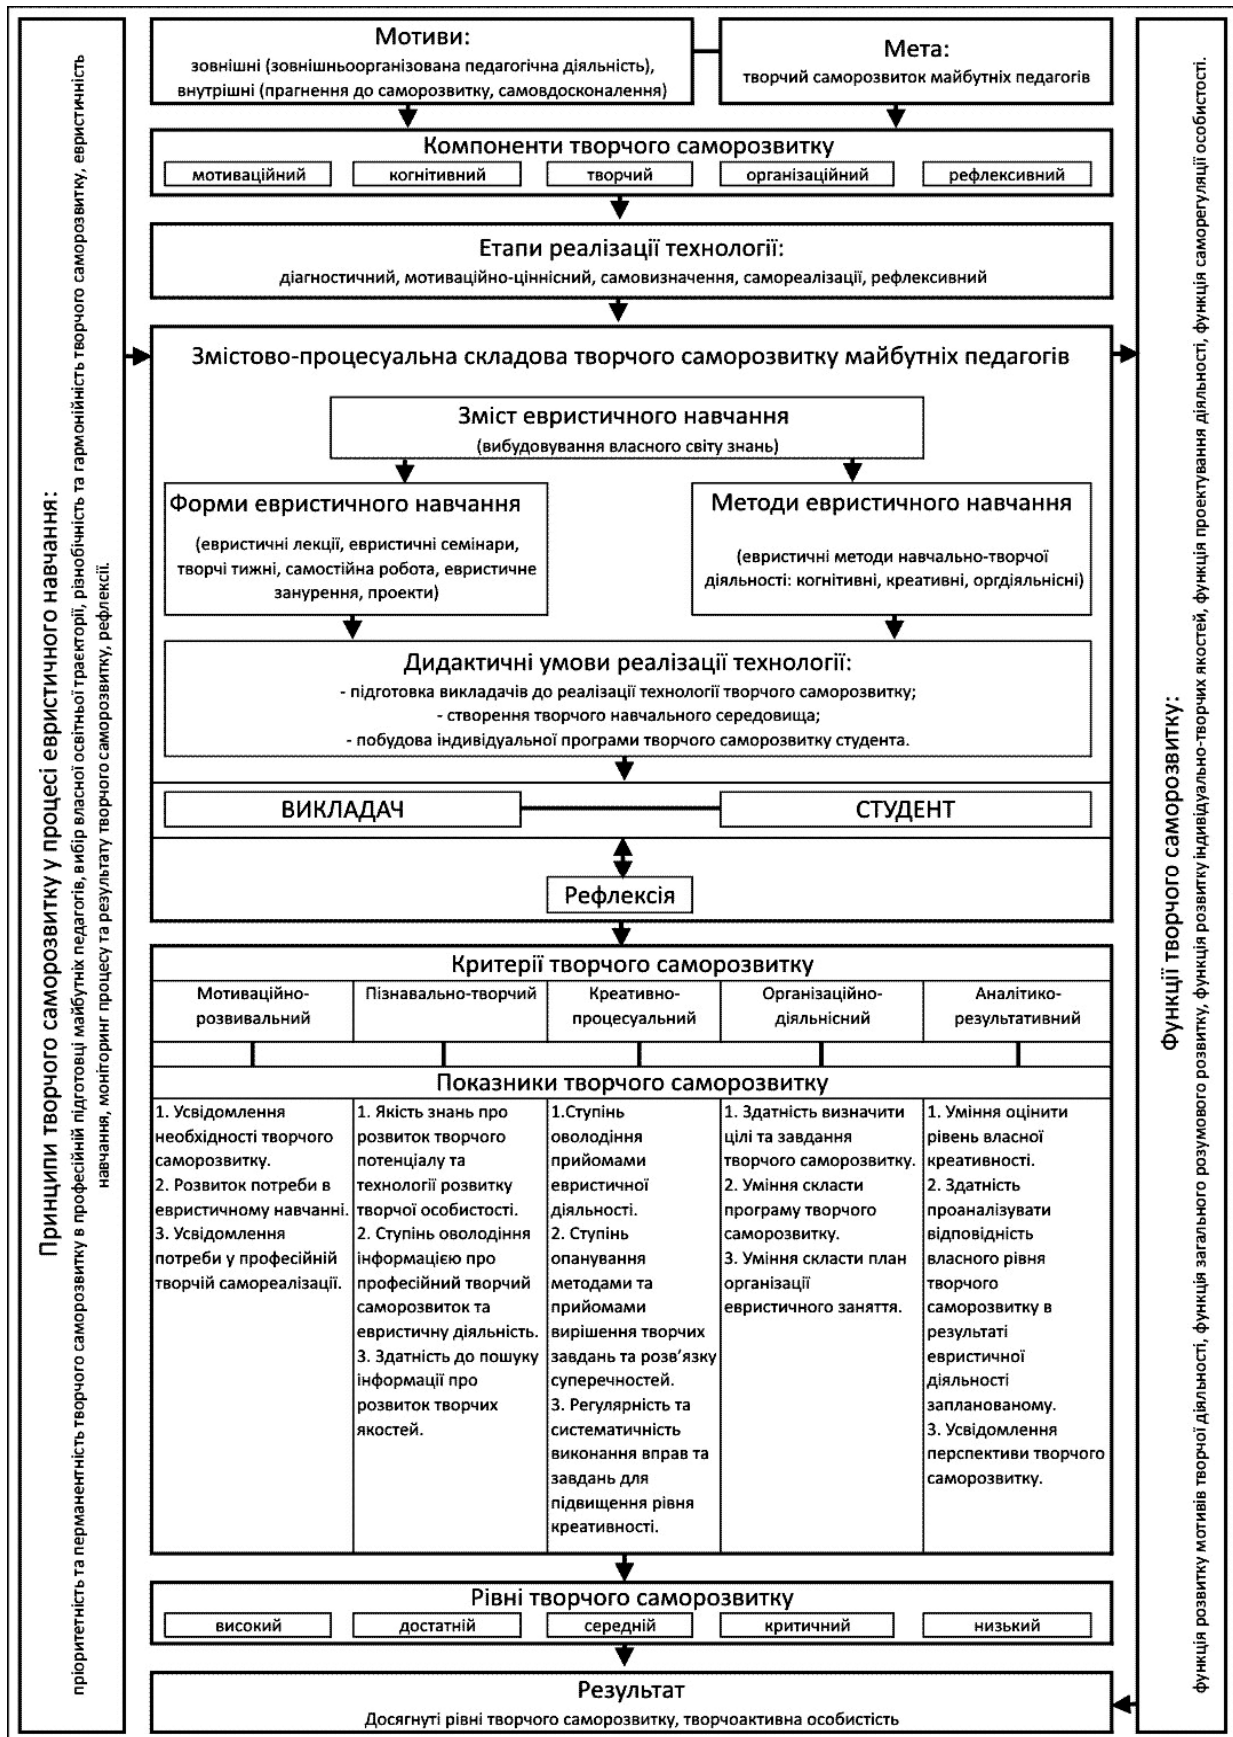 Принципи творчого саморозвитку у процесі евристичного навчання:
пріоритетність та перманентність творчого саморозвитку в професійній підготовці майбутніх педагогів, вибір власної освітньої траєкторії, різнобічність та гармонійність творчого саморозвитку, евристичність
навчання, моніторинг процесу та результату творчого саморозвитку, рефлексії.
Мотиви:
зовнішні (зовнішньоорганізована педагогічна діяльність),
внутрішні (прагнення до саморозвитку, самовдосконалення)
Мета:
творчий саморозвиток майбутніх педагогів
Компоненти творчого саморозвитку
мотиваційний
когнітивний
творчий
організаційний
рефлексивний
Етапи реалізації технології:
діагностичний, мотиваційно-ціннісний, самовизначення, самореалізації, рефлексивний
Змістово-процесуальна складова творчого саморозвитку майбутніх педагогів
Зміст евристичного навчання
(вибудовування власного світу знань)
Форми евристичного навчання
(евристичні лекції, евристичні семінари,
творчі тижні, самостійна робота, евристичне
занурення, проекти)
Методи евристичного навчання
(евристичні методи навчально-творчої
діяльності: когнітивні, креативні, оргдіяльнісні)
Дидактичні умови реалізації технології:
- підготовка викладачів до реалізації технології творчого саморозвитку;
- створення творчого навчального середовища;
- побудова індивідуальної програми творчого саморозвитку студента.
ВИКЛАДАЧ
СТУДЕНТ
Рефлексія
Критерії творчого саморозвитку
Мотиваційно-
розвивальний
Пізнавально-творчий
Креативно-
процесуальний
Організаційно-
діяльнісний
Аналітико-
результативний
Показники творчого саморозвитку
1. Усвідомлення
необхідності творчого
саморозвитку.
2. Розвиток потреби в
евристичному навчанні.
3. Усвідомлення
потреби у професійній
творчій самореалізації.
1. Якість знань про
розвиток творчого
потенціалу та
технології розвитку
творчої особистості.
2. Ступінь оволодіння
інформацією про
професійний творчий
саморозвиток та
евристичну діяльність.
3. Здатність до пошуку
інформації про
розвиток творчих
якостей.
1.Ступінь
оволодіння
прийомами
евристичної
діяльності.
2. Ступінь
опанування
методами та
прийомами
вирішення творчих
завдань та розв’язку
суперечностей.
3. Регулярність та
систематичність
виконання вправ та
завдань для
підвищення рівня
креативності.
1. Здатність визначити
цілі та завдання
творчого саморозвитку.
2. Уміння скласти
програму творчого
саморозвитку.
3. Уміння скласти план
організації
евристичного заняття.
1. Уміння оцінити
рівень власної
креативності.
2. Здатність
проаналізувати
відповідність
власного рівня
творчого
саморозвитку в
результаті
евристичної
діяльності
запланованому.
3. Усвідомлення
перспективи творчого
саморозвитку.
Рівні творчого саморозвитку
високий
достатній
середній
критичний
низький
Результат
Досягнуті рівні творчого саморозвитку, творчоактивна особистість
Функції творчого саморозвитку:
функція розвитку мотивів творчої діяльності, функція загального розумового розвитку, функція розвитку індивідуально-творчих якостей, функція проектування діяльності, функція саморегуляції особистості.